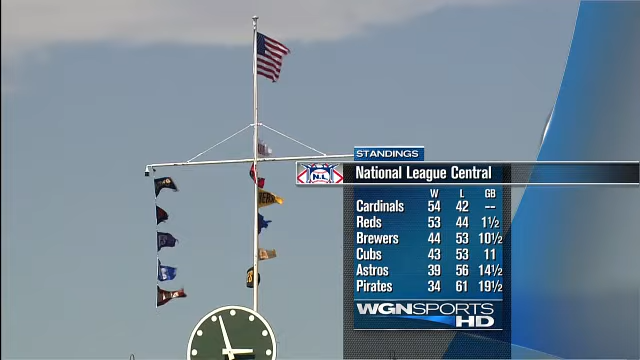 STANDINGS
N.L.
National League Central
W L GB
Cardinals 54 42 --
Reds 53 44 1½
Brewers 44 53 10½
Cubs 43 53 11
Astros 39 56 14½
Pirates 34 61 19½
WGNSPORTS
HD